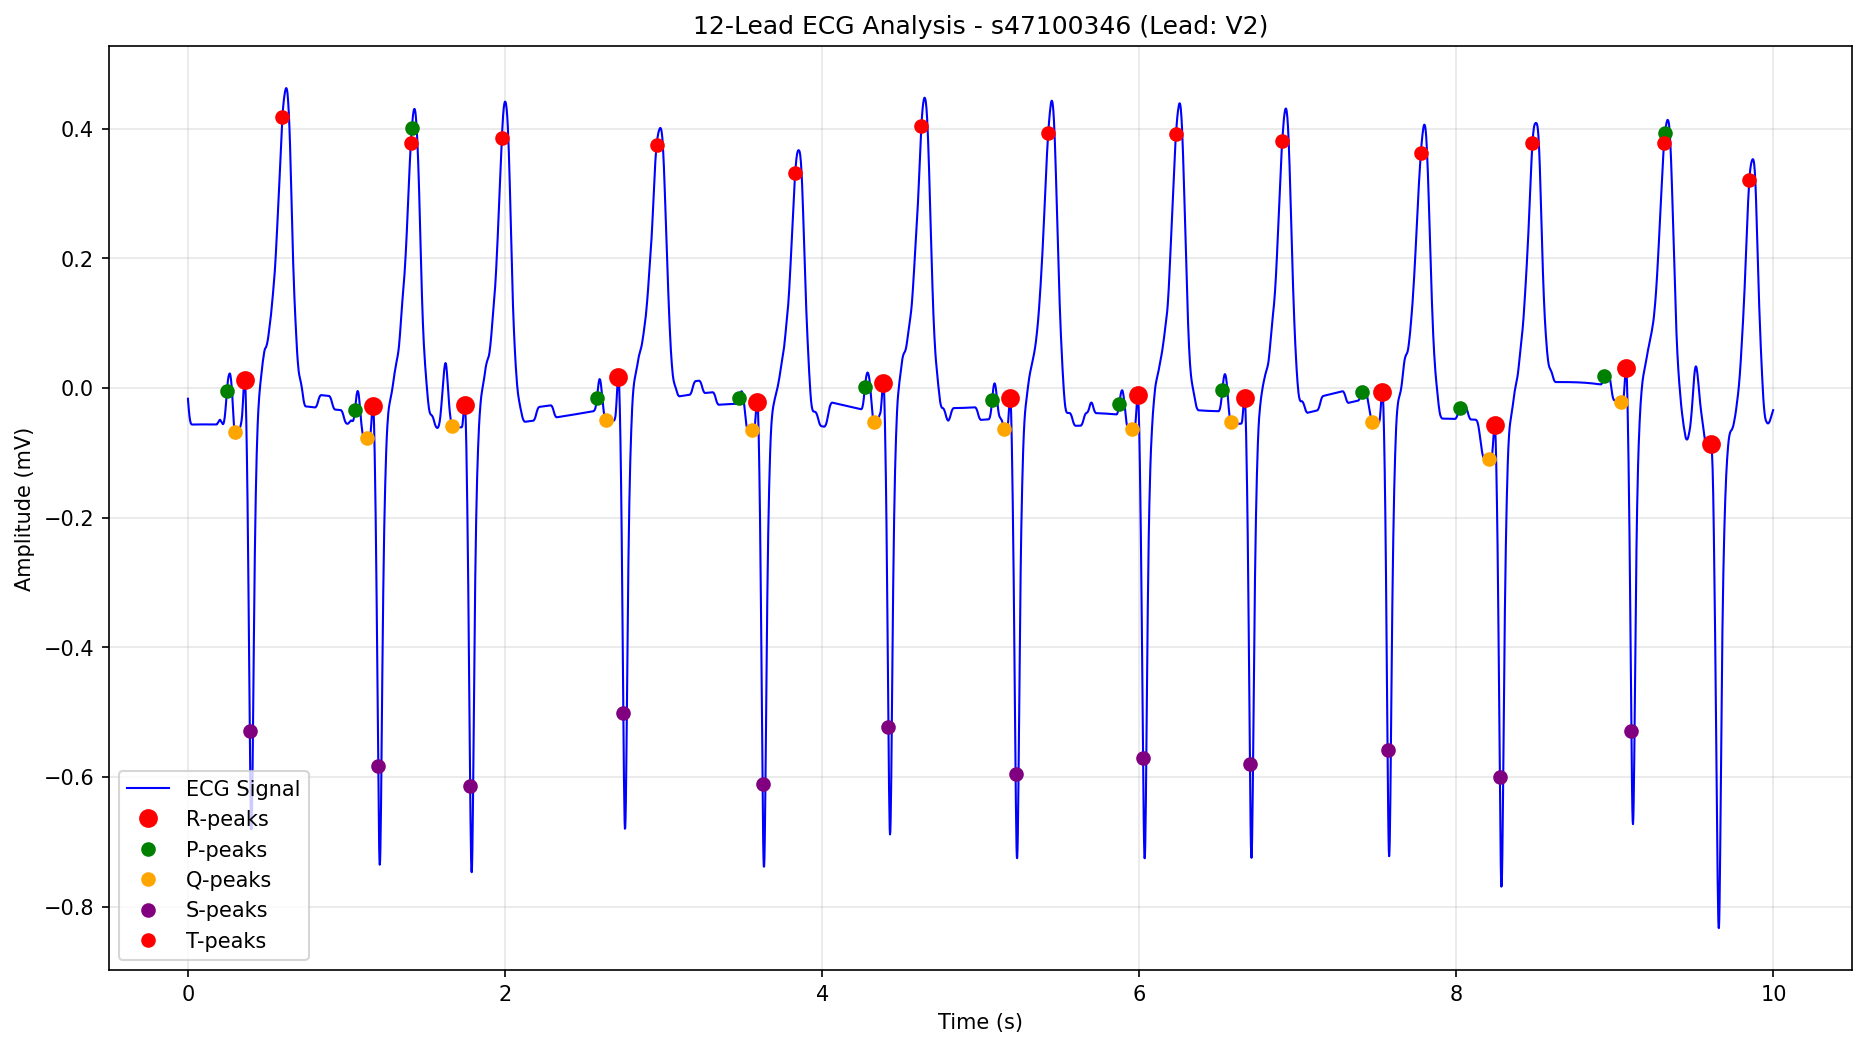 12-Lead ECG Analysis - s47100346 (Lead: V2)
Amplitude (mV)
0.4
0.2
0.0
−0.2
−0.4
−0.6
−0.8
ECG Signal
R-peaks
P-peaks
Q-peaks
S-peaks
T-peaks
0 2 4 6 8 10
Time (s)